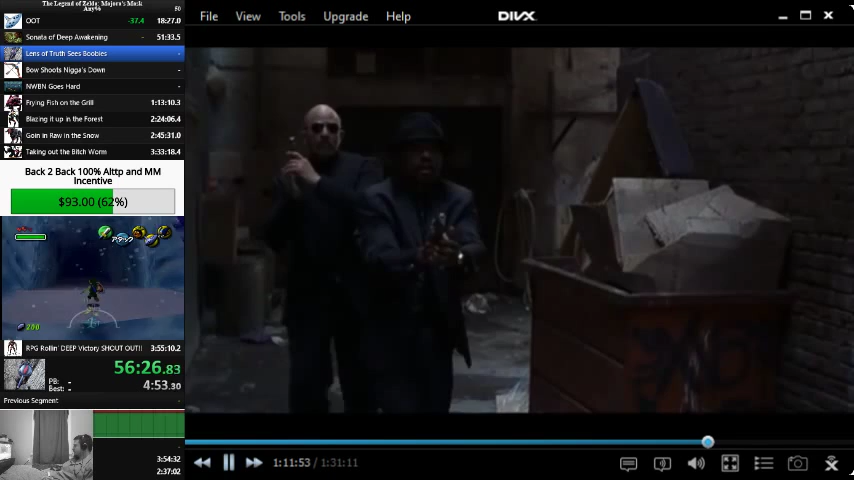 The Legend of Zelda: Majora's Mask
Any%
50
OOT -37.4 18:27.0
Sonata of Deep Awakening - 51:33.5
Lens of Truth Sees Boobies -
Bow Shoots Nigga's Down -
NWBN Goes Hard -
Frying Fish on the Grill 1:13:10.3
Blazing it up in the Forest 2:24:06.4
Goin in Raw in the Snow 2:45:31.0
Taking out the Bitch Worm 3:33:18.4
Back 2 Back 100% Alttp and MM
Incentive
$93.00 (62%)
アタック
200
RPG Rollin' DEEP Victory SHOUT OUT!! 3:55:10.2
56:26.83
PB: -
Best: -
4:53.30
Previous Segment -
-
3:54:32
2:37:02
File View Tools Upgrade Help
DIVX
1:11:53 / 1:31:11